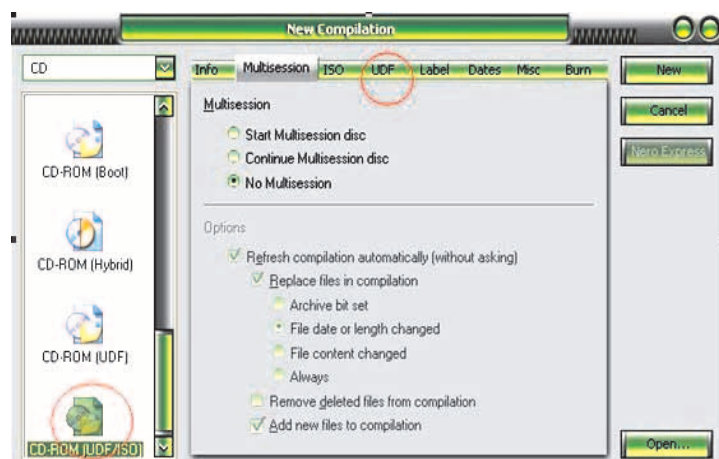 New Compilation
CD
CD-ROM (Boot)
CD-ROM (Hybrid)
CD-ROM (UDF)
CD-ROM (UDF/ISO)
Info Multisession ISO UDF Label Dates Misc Burn
Multisession
Start Multisession disc
Continue Multisession disc
No Multisession
Options
Refresh compilation automatically (without asking)
Replace files in compilation
Archive bit set
File date or length changed
File content changed
Always
Remove deleted files from compilation
Add new files to compilation
New
Cancel
Nero Express
Open...